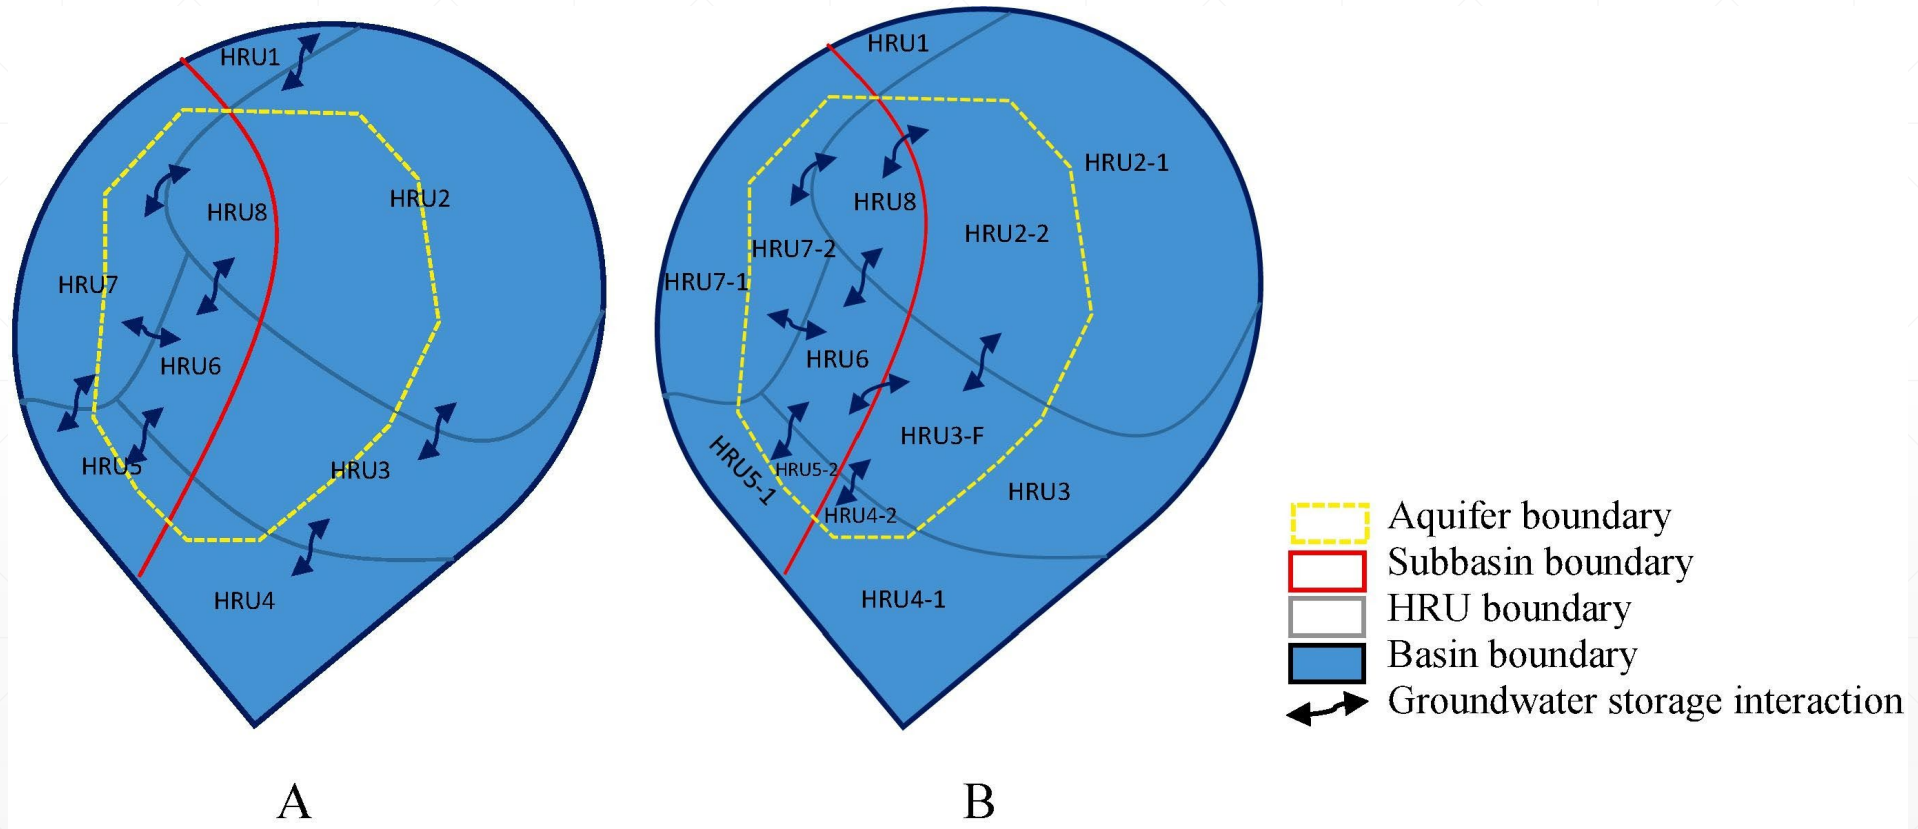 HRU1
HRU2
HRU8
HRU7
HRU6
HRU5
HRU3
HRU4
A
HRU1
HRU2-1
HRU8
HRU2-2
HRU7-2
HRU7-1
HRU6
HRU3-F
HRU5-1
HRU5-2
HRU3
HRU4-2
HRU4-1
B
Aquifer boundary
Subbasin boundary
HRU boundary
Basin boundary
Groundwater storage interaction